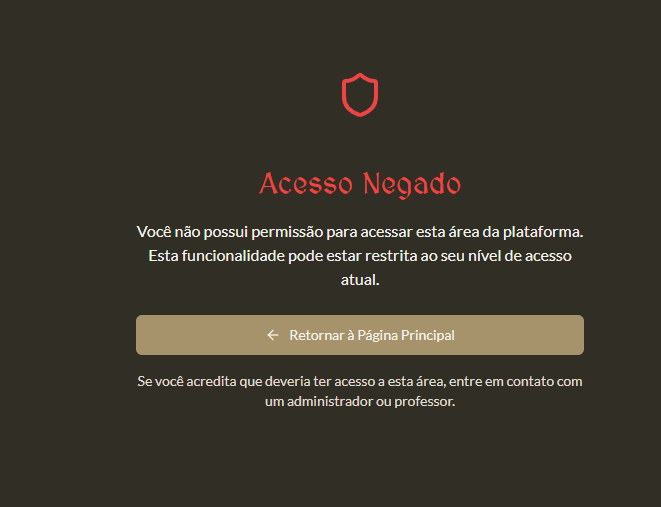 Acesso Negado
Você não possui permissão para acessar esta área da plataforma.
Esta funcionalidade pode estar restrita ao seu nível de acesso
atual.
Retornar à Página Principal
Se você acredita que deveria ter acesso a esta área, entre em contato com
um administrador ou professor.